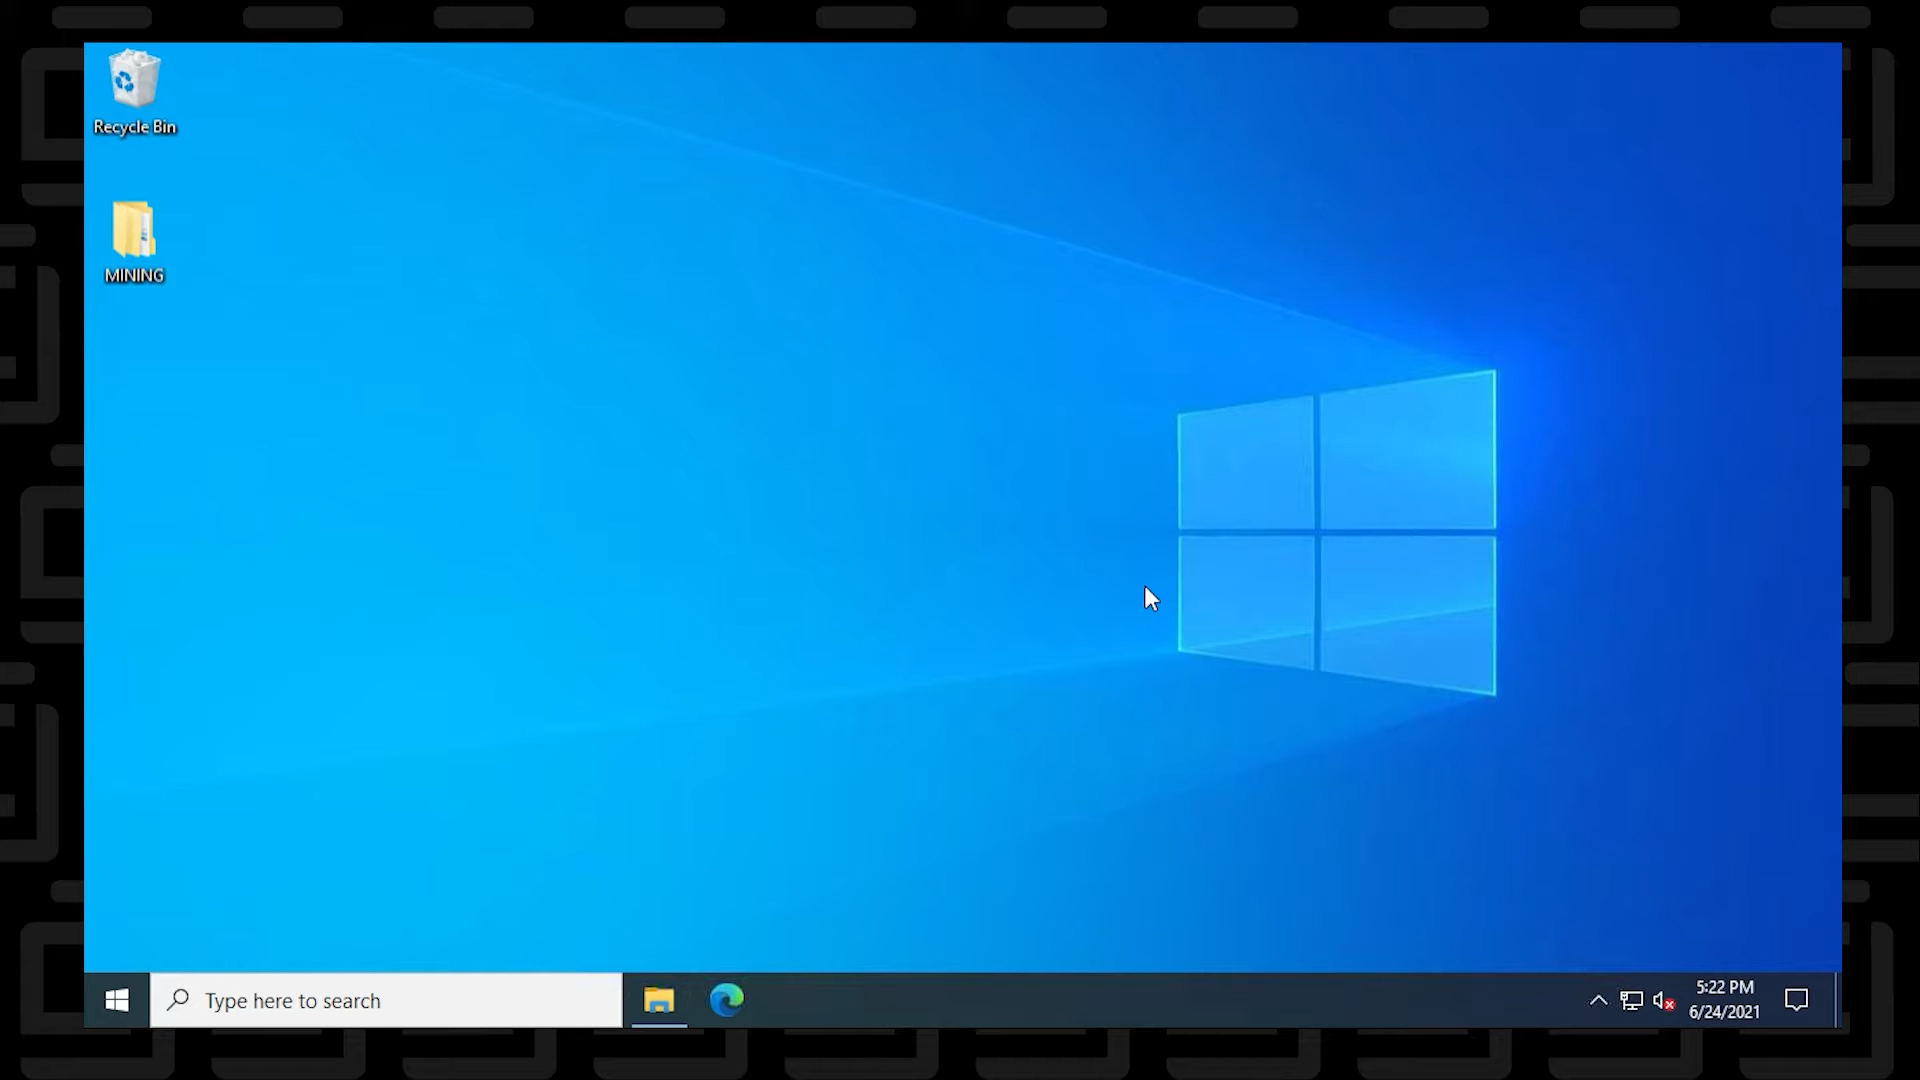 Recycle Bin
MINING
Type here to search
5:22 PM
6/24/2021